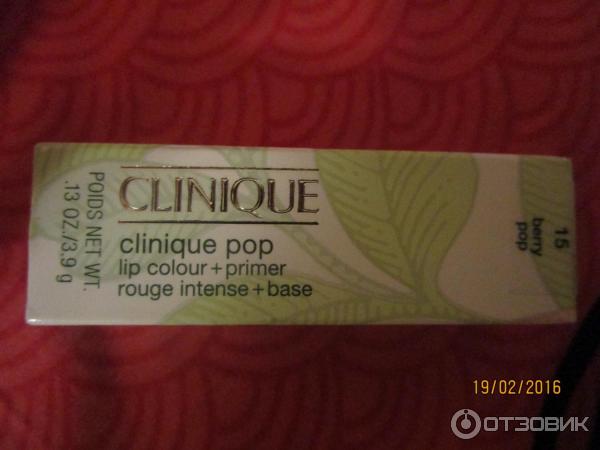 POIDS NET WT.
.13 OZ./3.9 g
CLINIQUE
clinique pop
lip colour + primer
rouge intense + base
15
berry
pop
19/02/2016
ОТЗОВИК